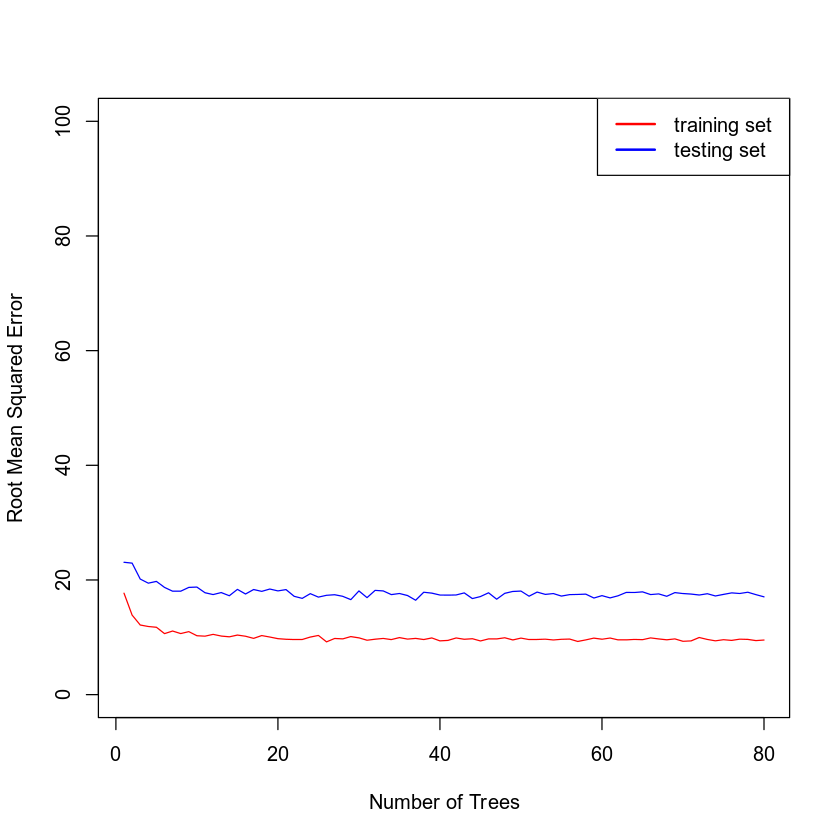 training set
testing set
100
80
60
40
20
0
Root Mean Squared Error
0 20 40 60 80
Number of Trees